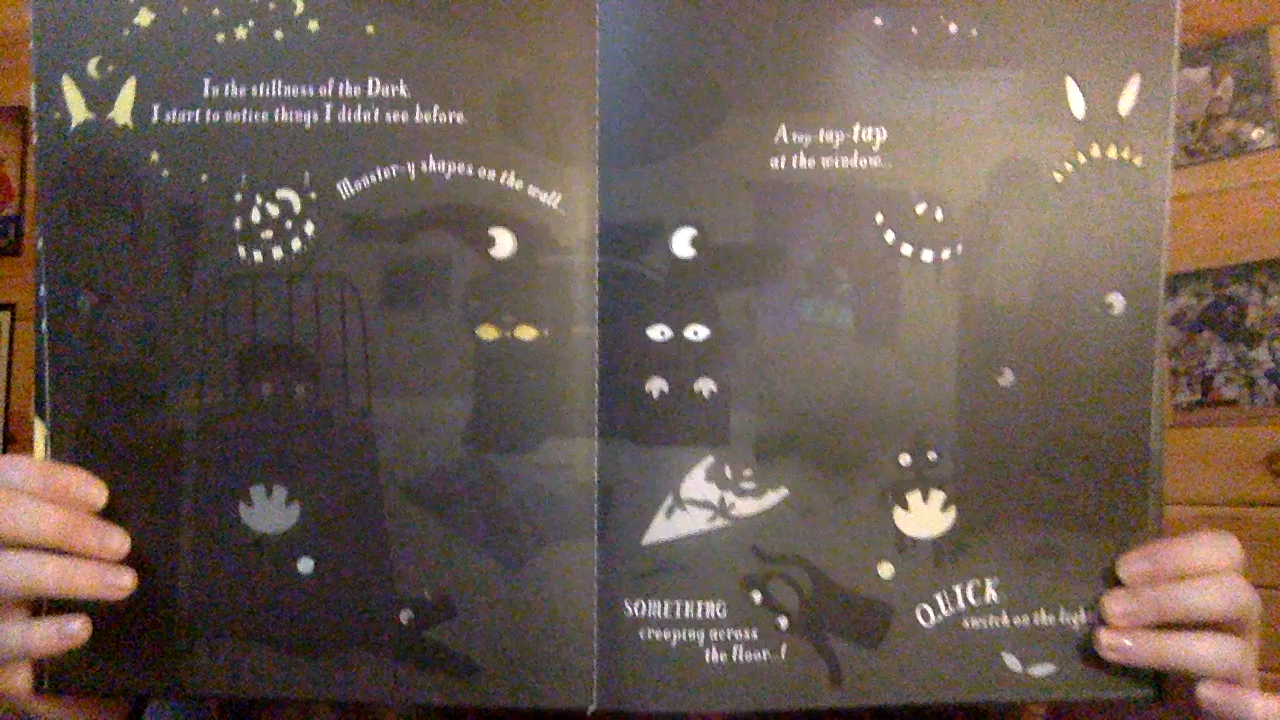 In the stillness of the Dark,
I start to notice things I didn't see before.
Monster-y shapes on the wall...
A tap-tap-tap
at the window...
SOMETHING
creeping across
the floor...!
QUICK
switch on the light